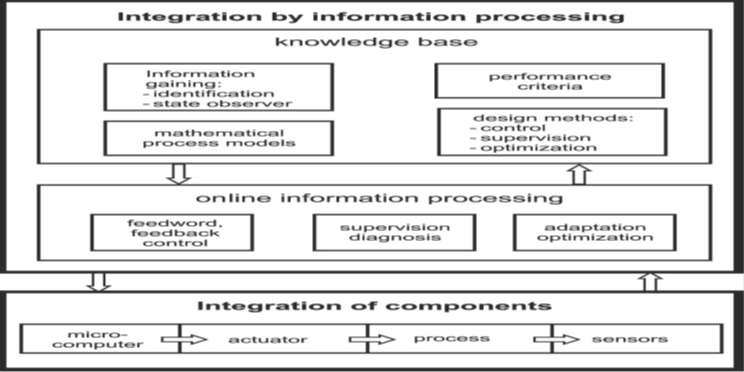 Integration by information processing
knowledge base
Information
gaining:
- identification
- state observer
performance
criteria
mathematical
process models
design methods:
- control
- supervision
- optimization
online information processing
feedword,
feedback
control
supervision
diagnosis
adaptation
optimization
Integration of components
micro-
computer
actuator
process
sensors